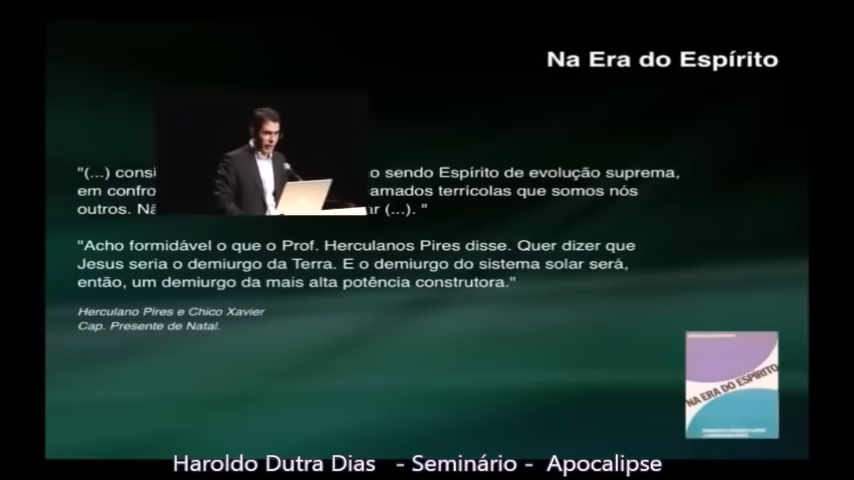 Na Era do Espírito
"(...) o sendo Espírito de evolução suprema,
em confro amados terrícolas que somos nós
outros. ar (...). "
"Acho formidável o que o Prof. Herculanos Pires disse. Quer dizer que
Jesus seria o demiurgo da Terra. E o demiurgo do sistema solar será,
então, um demiurgo da mais alta potência construtora."
Herculano Pires e Chico Xavier
Cap. Presente de Natal.
NA ERA DO ESPÍRITO
Haroldo Dutra Dias - Seminário - Apocalipse